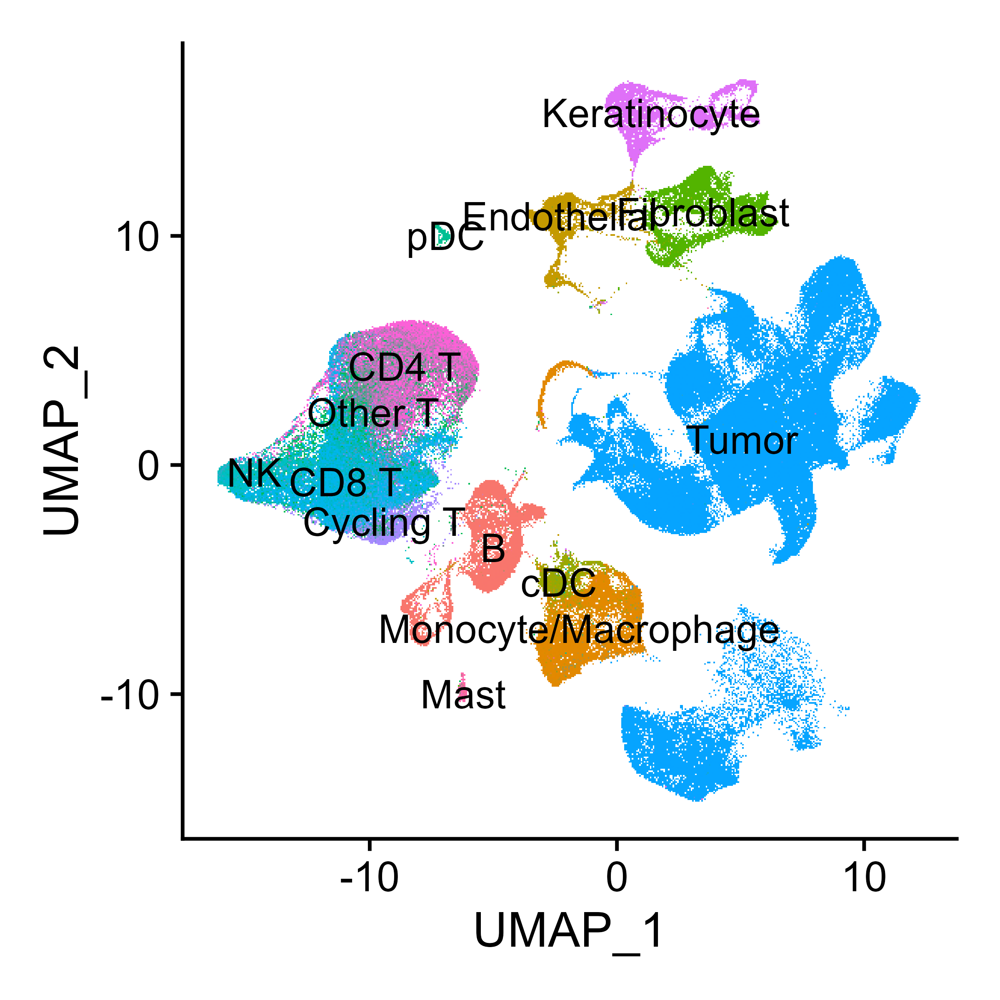 Keratinocyte
Endothelial
Fibroblast
pDC
10
UMAP_2
CD4 T
Other T
Tumor
0
NK
CD8 T
Cycling T
B
cDC
Monocyte/Macrophage
-10
Mast
-10
0
10
UMAP_1